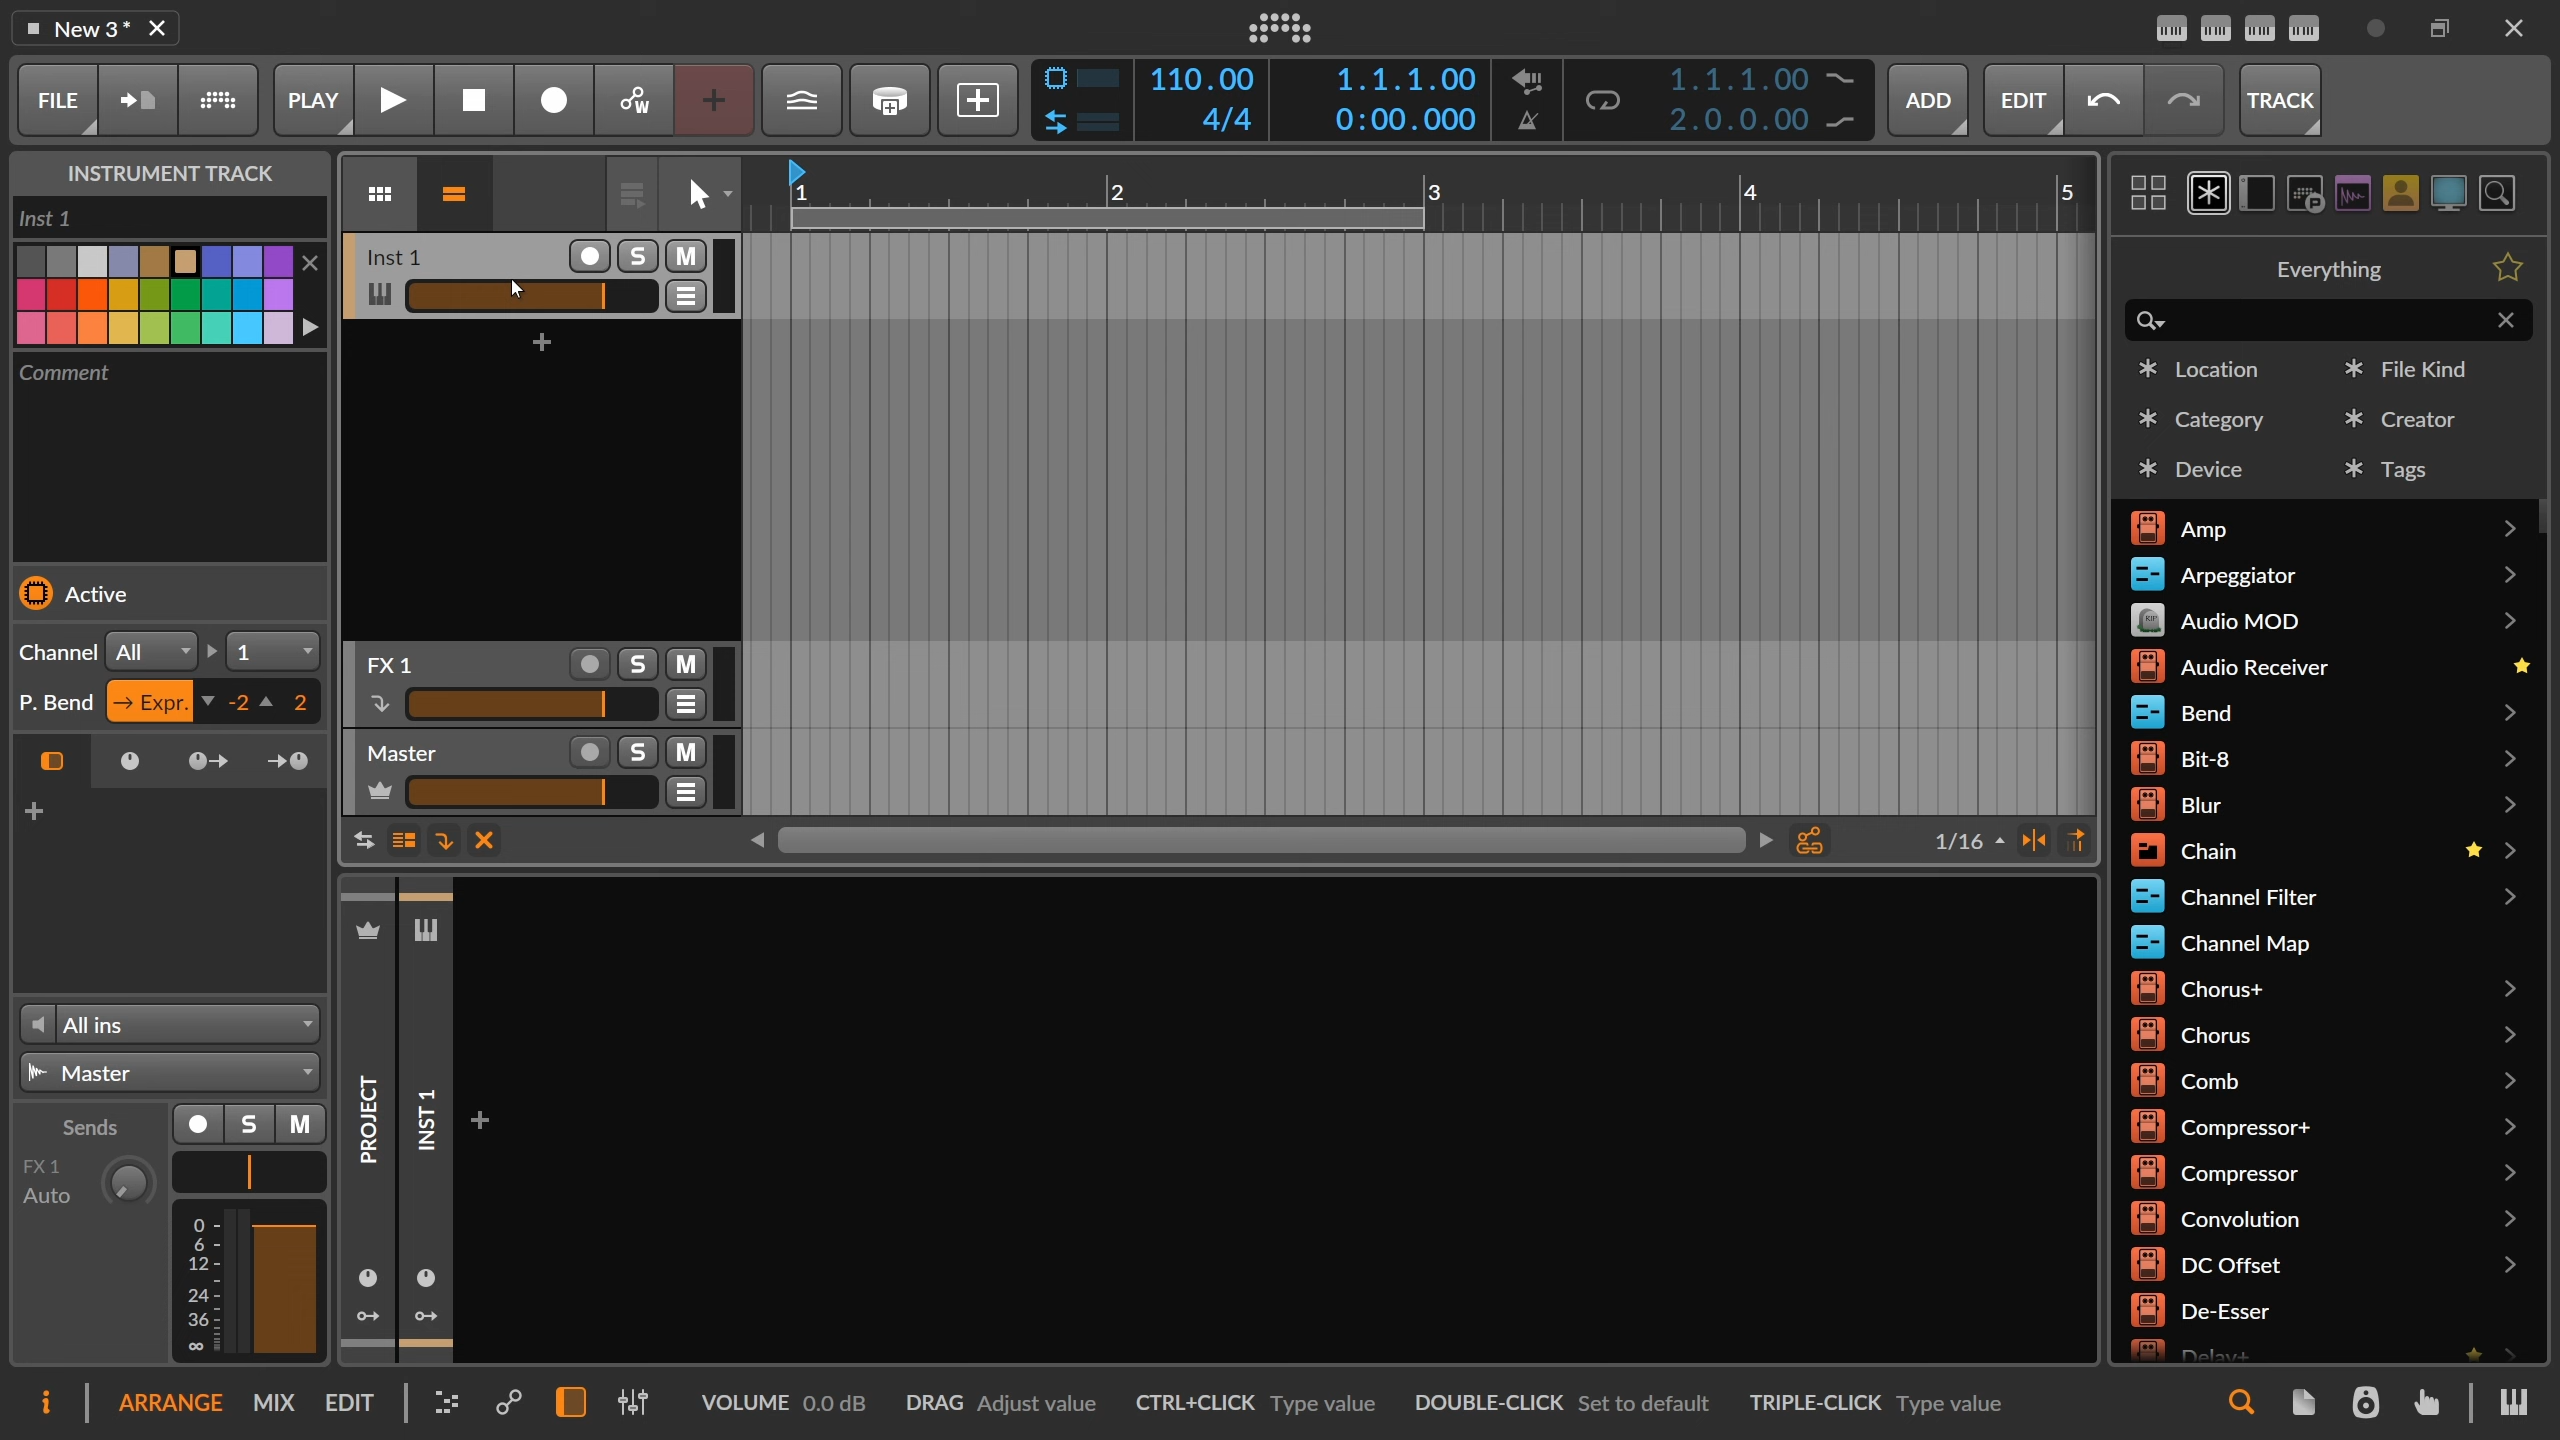 New 3*
FILE
PLAY
W
110.00
4/4
1.1.1.00
0:00.000
1.1.1.00
2.0.0.00
ADD
EDIT
TRACK
INSTRUMENT TRACK
Inst 1
Comment
Active
Channel All 1
P. Bend Expr. -2 2
All ins
Master
Sends
S M
FX 1
Auto
0
6
12
24
36
∞
1 2 3 4 5
Inst 1
S M
FX 1
S M
Master
S M
1/16
PROJECT
INST 1
Everything
Location
File Kind
Category
Creator
Device
Tags
Amp
Arpeggiator
Audio MOD
Audio Receiver
Bend
Bit-8
Blur
Chain
Channel Filter
Channel Map
Chorus+
Chorus
Comb
Compressor+
Compressor
Convolution
DC Offset
De-Esser
Delay+
i
ARRANGE MIX EDIT
VOLUME 0.0 dB DRAG Adjust value CTRL+CLICK Type value DOUBLE-CLICK Set to default TRIPLE-CLICK Type value